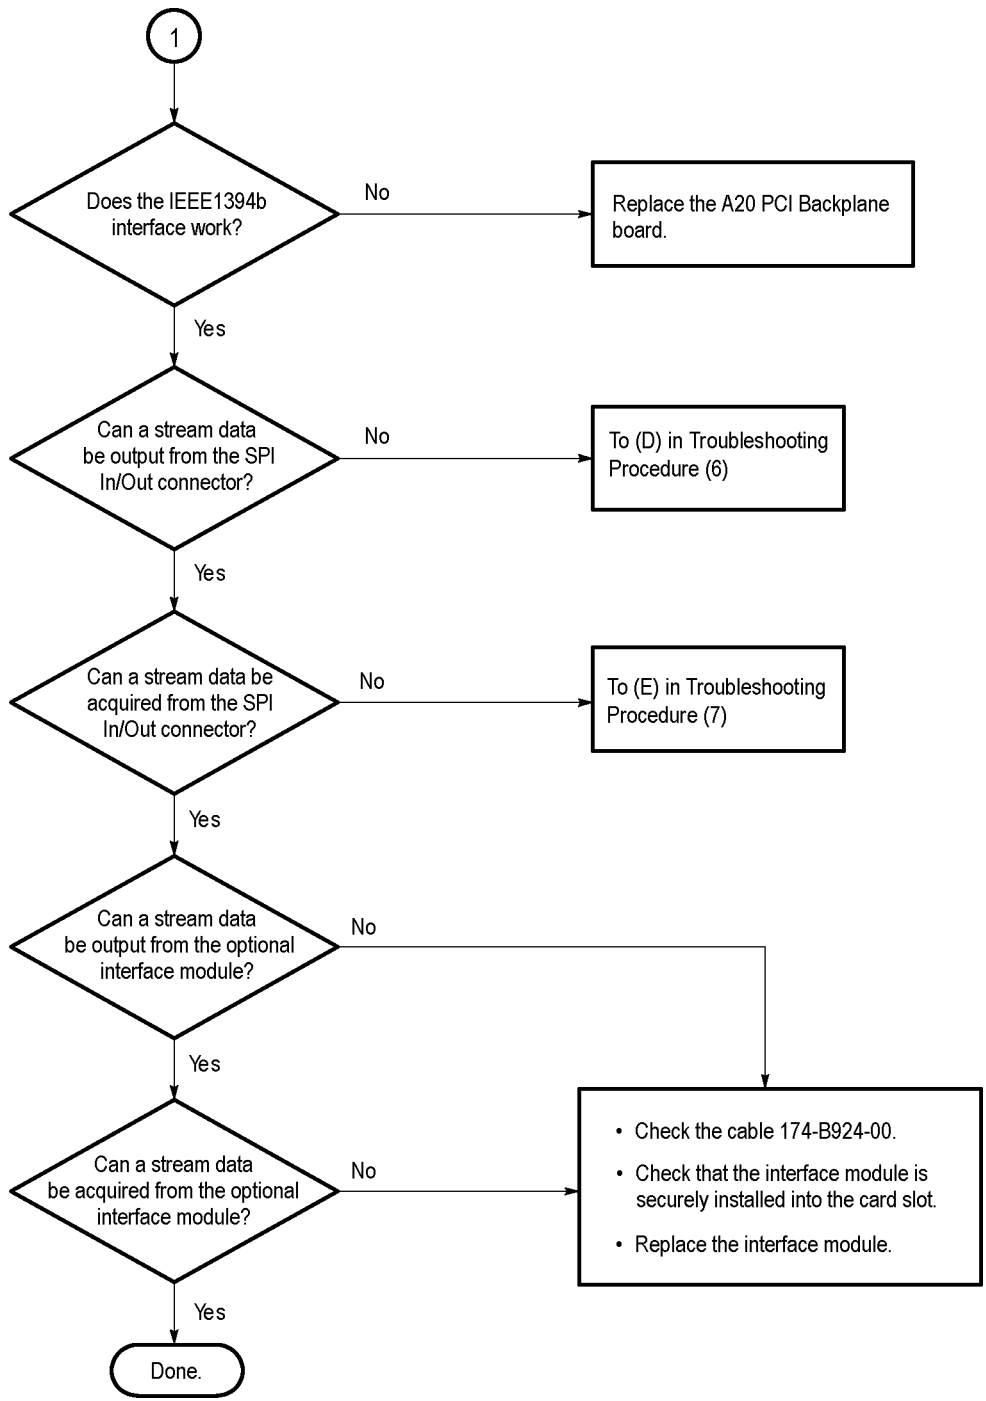 1
Does the IEEE1394b
interface work?
No
Replace the A20 PCI Backplane
board.
Yes
Can a stream data
be output from the SPI
In/Out connector?
No
To (D) in Troubleshooting
Procedure (6)
Yes
Can a stream data be
acquired from the SPI
In/Out connector?
No
To (E) in Troubleshooting
Procedure (7)
Yes
Can a stream data
be output from the optional
interface module?
No
Yes
Can a stream data
be acquired from the optional
interface module?
No
• Check the cable 174-B924-00.
• Check that the interface module is
securely installed into the card slot.
• Replace the interface module.
Yes
Done.